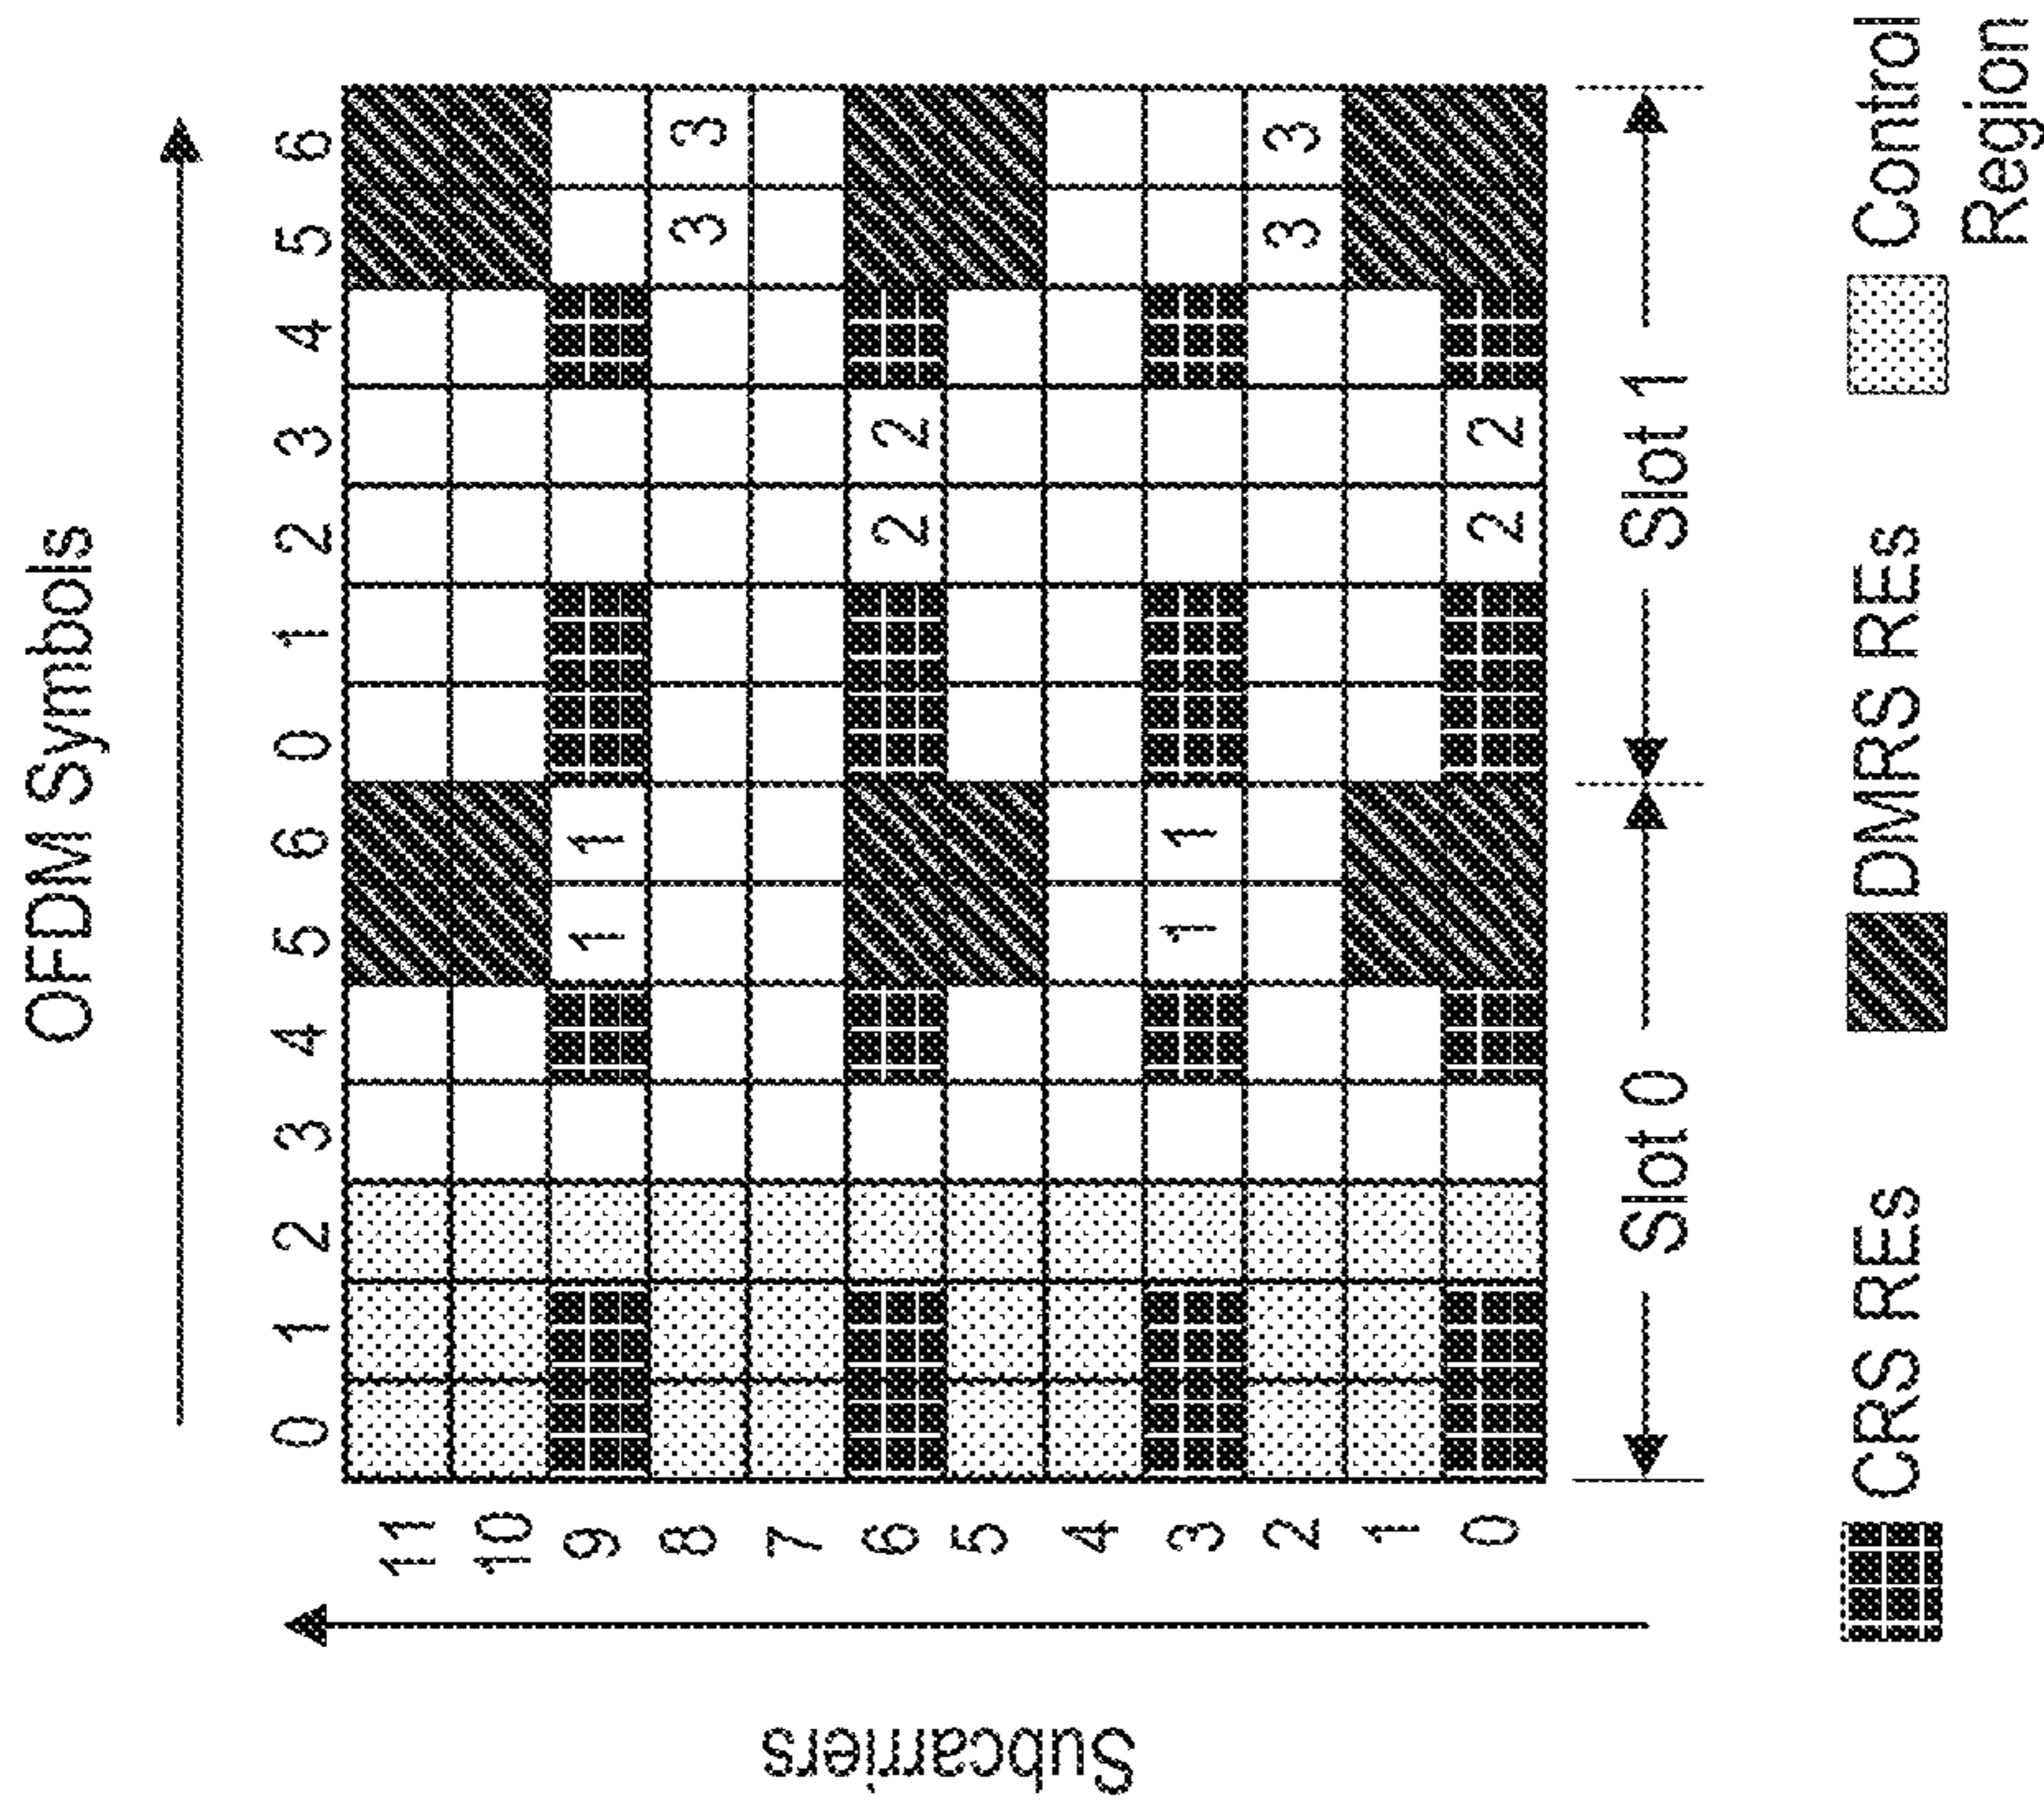 OFDM Symbols
0 1 2 3 4 5 6 0 1 2 3 4 5 6
Subcarriers
11
10
9 1 1
8 3 3
7
6 2 2
5
4
3 1 1
2 3 3
1
0 2 2
Slot 0 Slot 1
CRS REs DMRS REs Control
Region